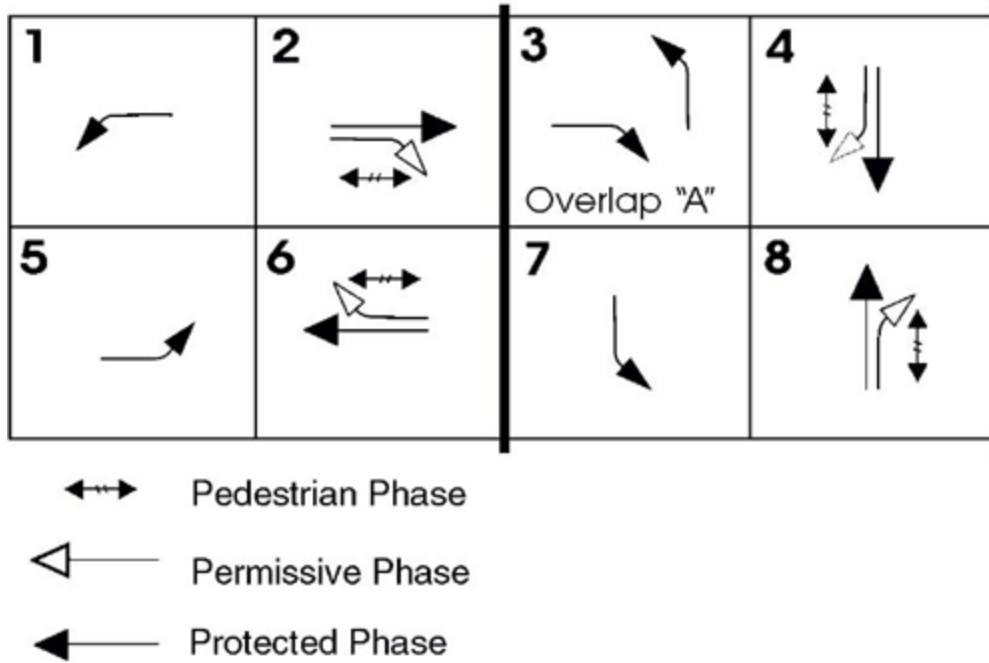 1 2 3 4
Overlap "A"
5 6 7 8
Pedestrian Phase
Permissive Phase
Protected Phase